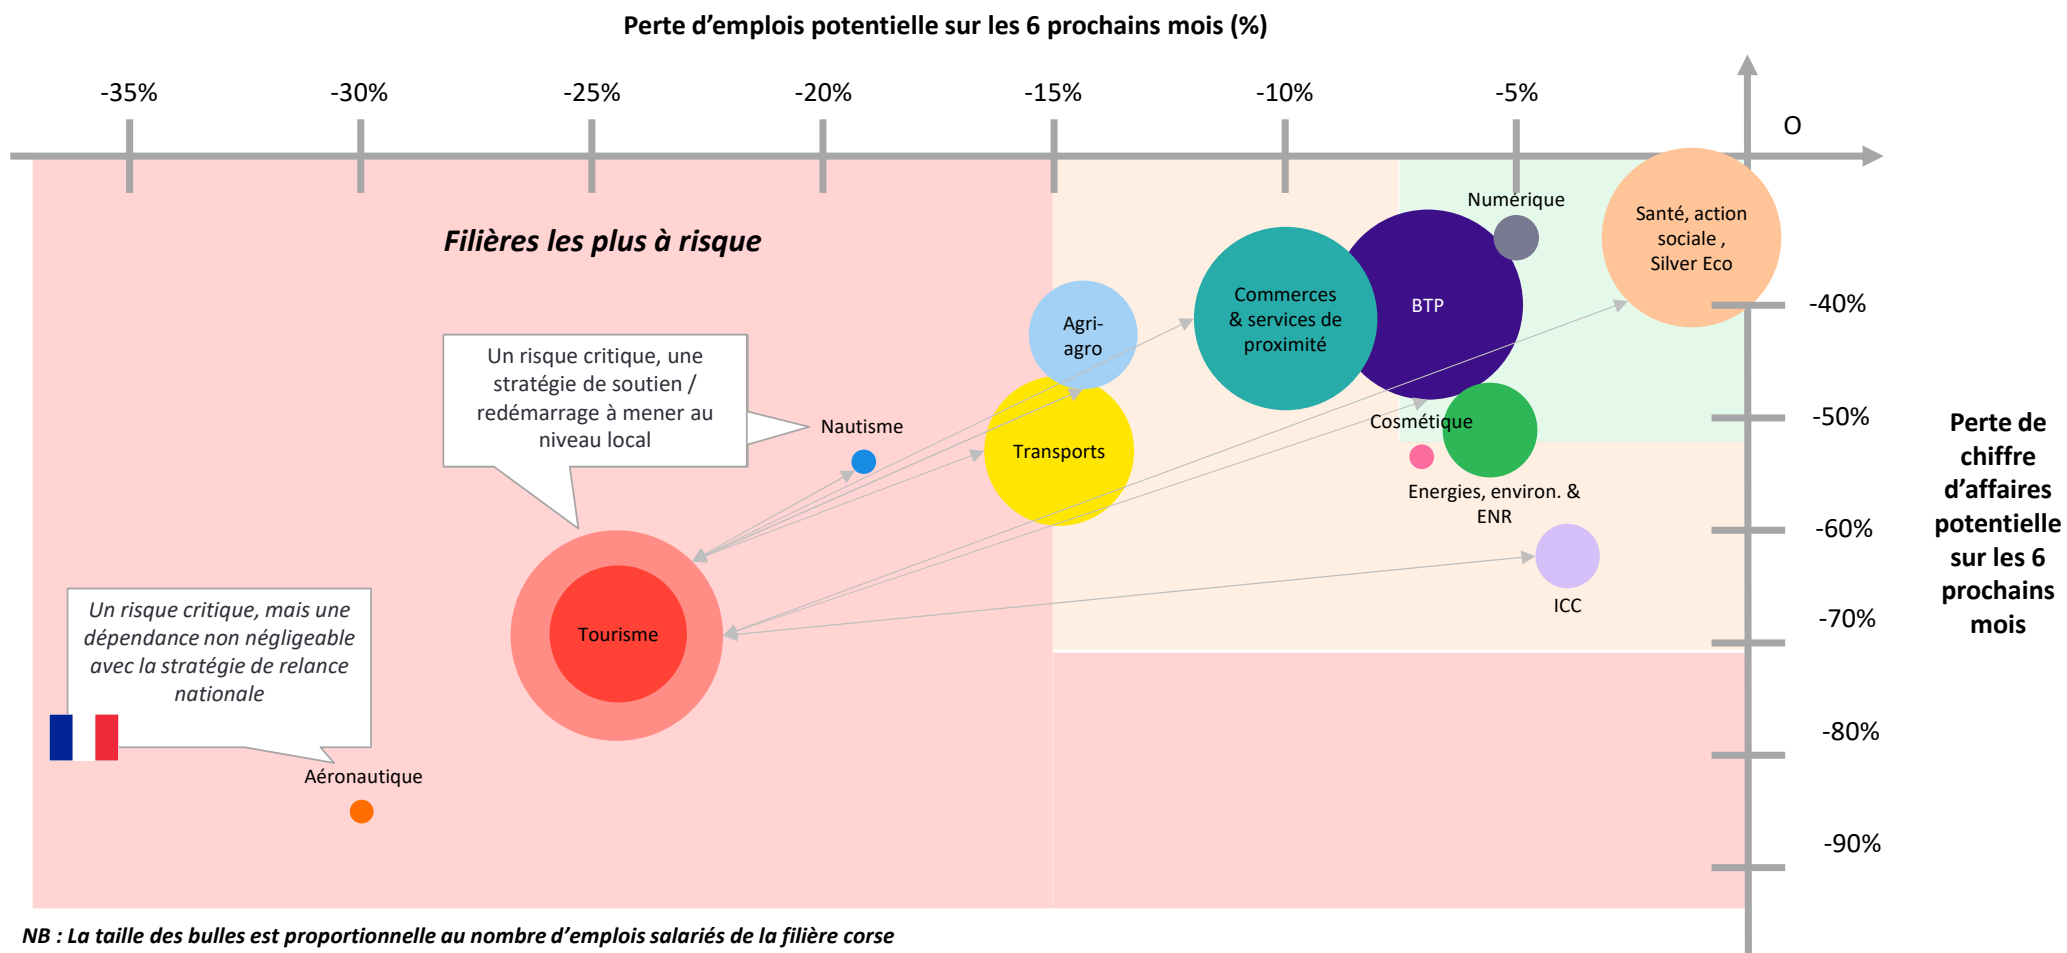 Perte d’emplois potentielle sur les 6 prochains mois (%)
-35%
-30%
-25%
-20%
-15%
-10%
-5%
O
Numérique
Santé, action
sociale ,
Silver Eco
Filières les plus à risque
Commerces
& services de
proximité
BTP
-40%
Agri-
agro
Un risque critique, une
stratégie de soutien /
redémarrage à mener au
niveau local
Nautisme
Cosmétique
-50%
Transports
Perte de
chiffre
d’affaires
potentielle
sur les 6
prochains
mois
Energies, environ. &
ENR
-60%
ICC
-70%
Tourisme
Un risque critique, mais une
dépendance non négligeable
avec la stratégie de relance
nationale
-80%
Aéronautique
-90%
NB : La taille des bulles est proportionnelle au nombre d’emplois salariés de la filière corse